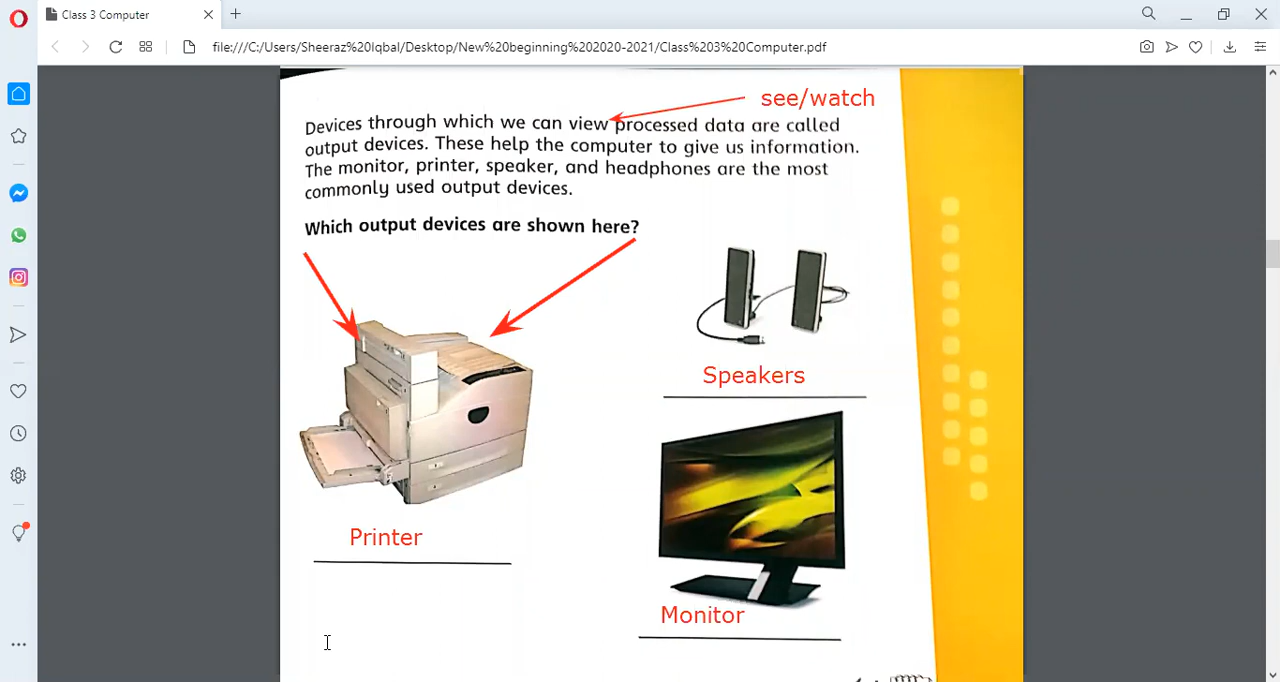 Class 3 Computer
file:///C:/Users/Sheeraz%20Iqbal/Desktop/New%20beginning%202020-2021/Class%203%20Computer.pdf
see/watch
Devices through which we can view processed data are called
output devices. These help the computer to give us information.
The monitor, printer, speaker, and headphones are the most
commonly used output devices.
Which output devices are shown here?
Speakers
Printer
Monitor